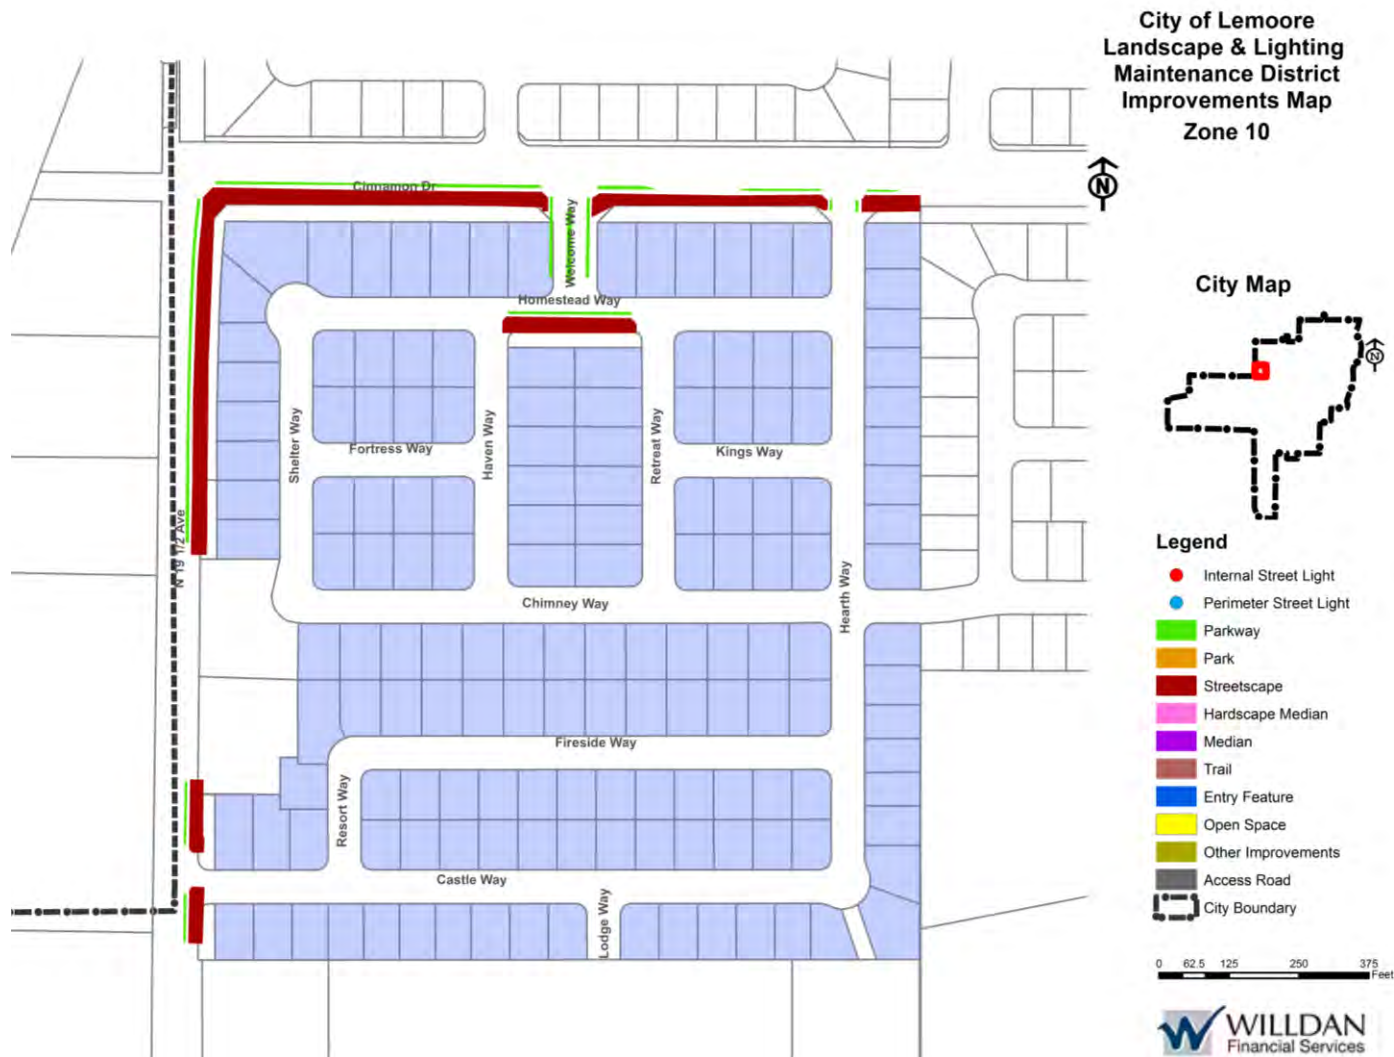 City of Lemoore
Landscape & Lighting
Maintenance District
Improvements Map
Zone 10
N
Cinnamon Dr
Welcome Way
Homestead Way
Shelter Way
Fortress Way
Haven Way
Retreat Way
Kings Way
N 19 1/2 Ave
Chimney Way
Hearth Way
Fireside Way
Resort Way
Castle Way
Lodge Way
City Map
N
Legend
Internal Street Light
Perimeter Street Light
Parkway
Park
Streetscape
Hardscape Median
Median
Trail
Entry Feature
Open Space
Other Improvements
Access Road
City Boundary
0 62.5 125 250 375
Feet
WILLDAN
Financial Services